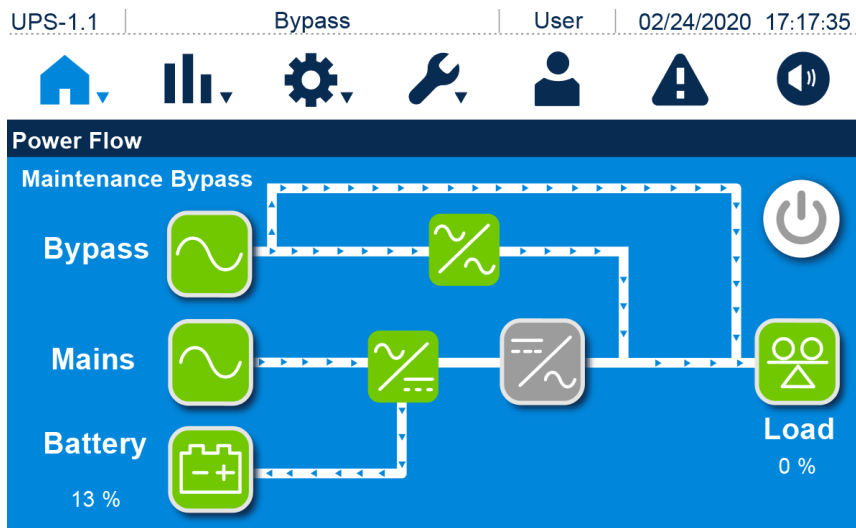 UPS-1.1 Bypass User 02/24/2020 17:17:35
Power Flow
Maintenance Bypass
Bypass
Mains
Battery
13 %
Load
0 %